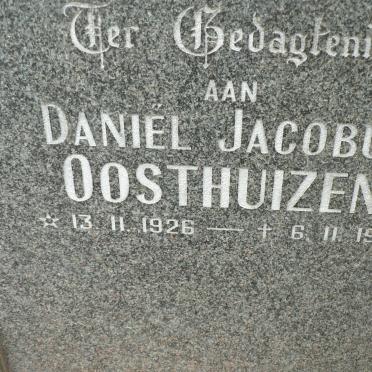 Ter Gedagteni
AAN
DANIËL JACOBU
OOSTHUIZEN
☆ 13. 11. 1926 — † 6. 11. 19